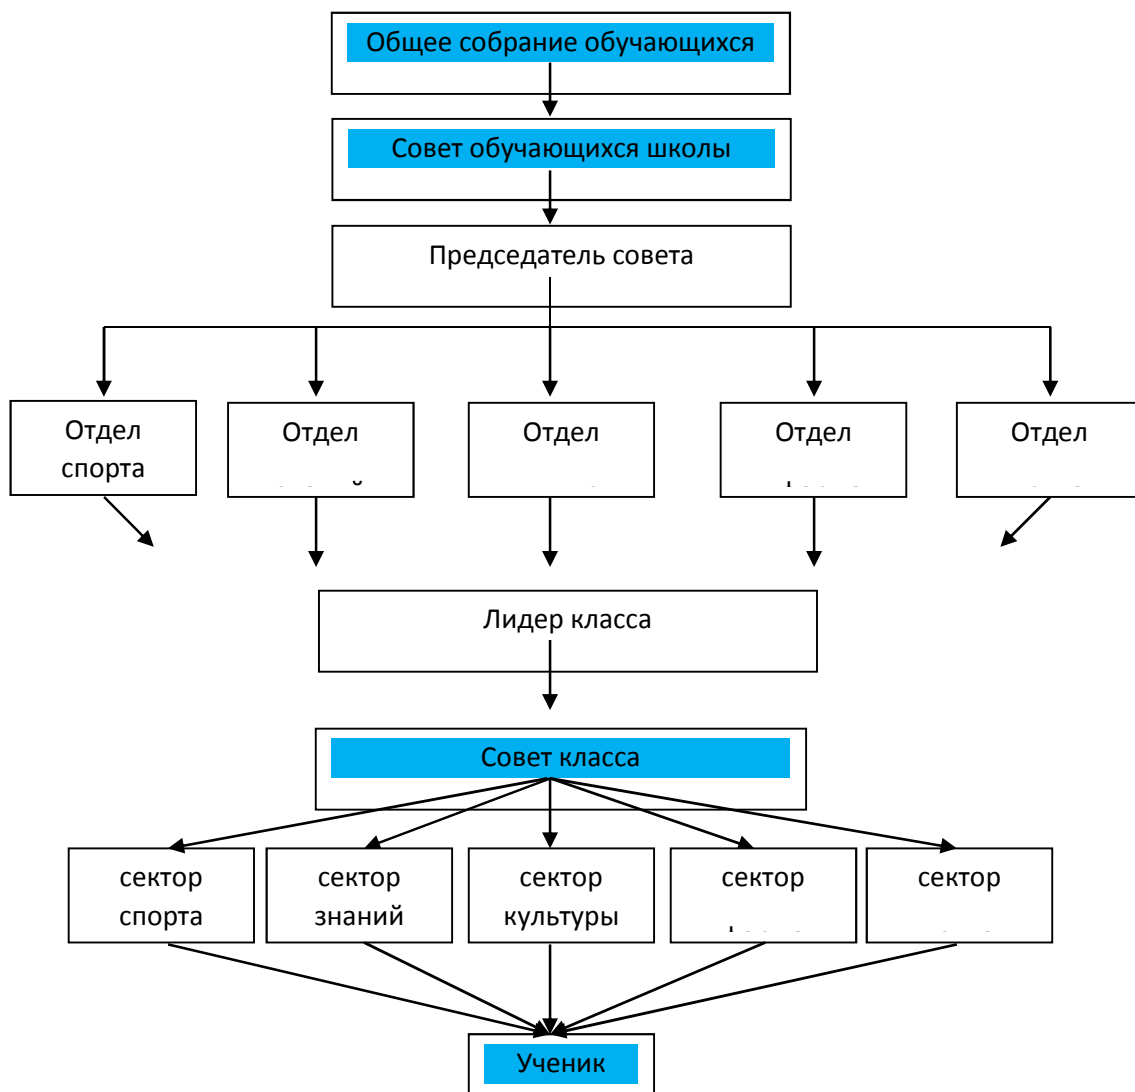 Общее собрание обучающихся
Совет обучающихся школы
Председатель совета
Отдел
спорта
Отдел
Отдел
Отдел
Отдел
Лидер класса
Совет класса
сектор
спорта
сектор
знаний
сектор
культуры
сектор
сектор
Ученик